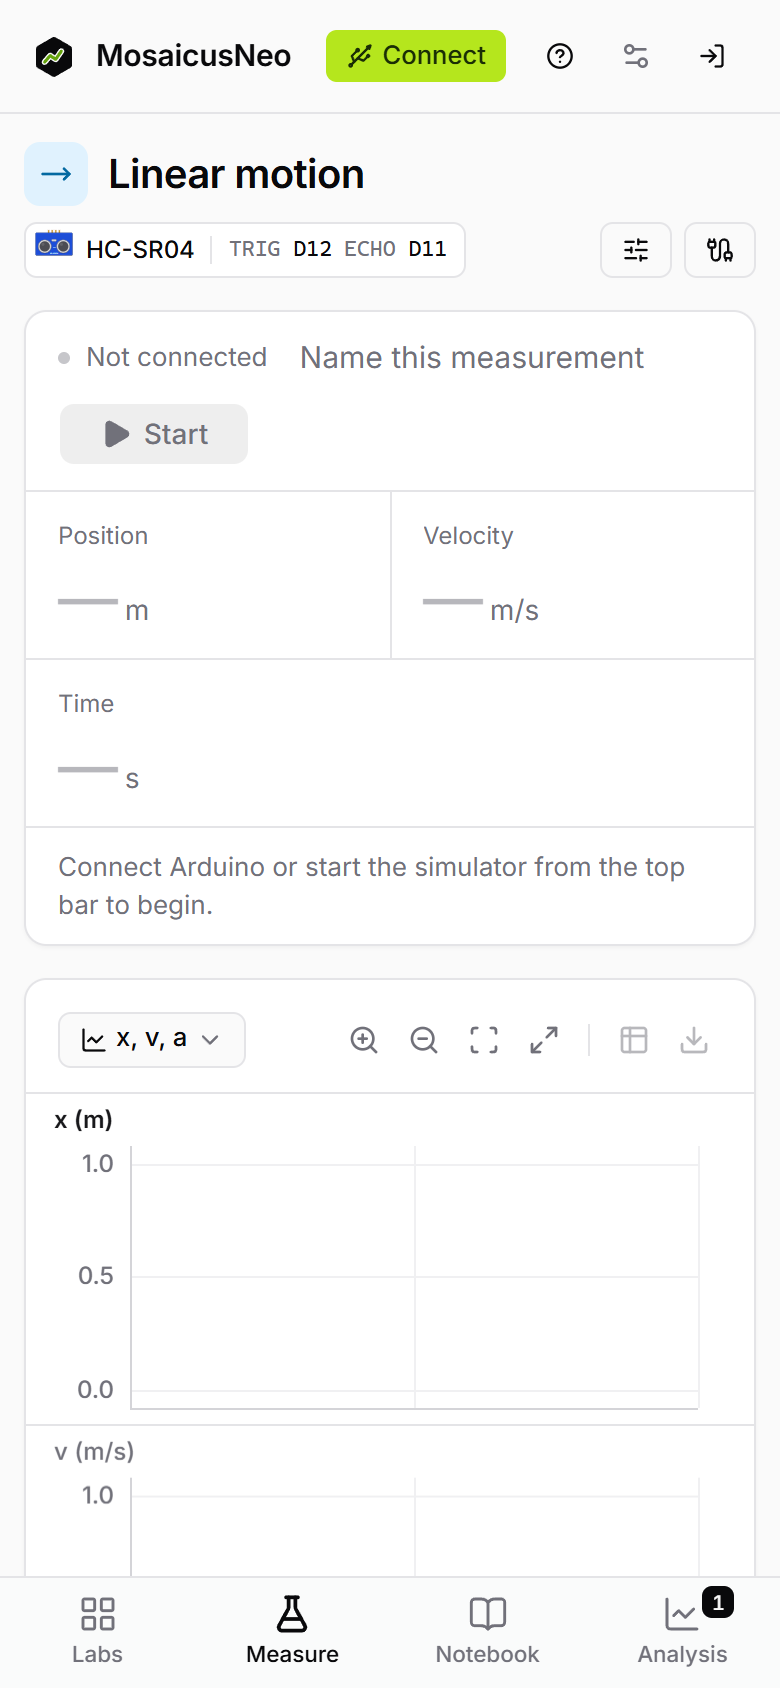 MosaicusNeo
Connect
Linear motion
HC-SR04 TRIG D12 ECHO D11
Not connected
Name this measurement
Start
Position
m
Velocity
m/s
Time
s
Connect Arduino or start the simulator from the top
bar to begin.
x, v, a
x (m)
1.0
0.5
0.0
v (m/s)
1.0
Labs
Measure
Notebook
Analysis
1